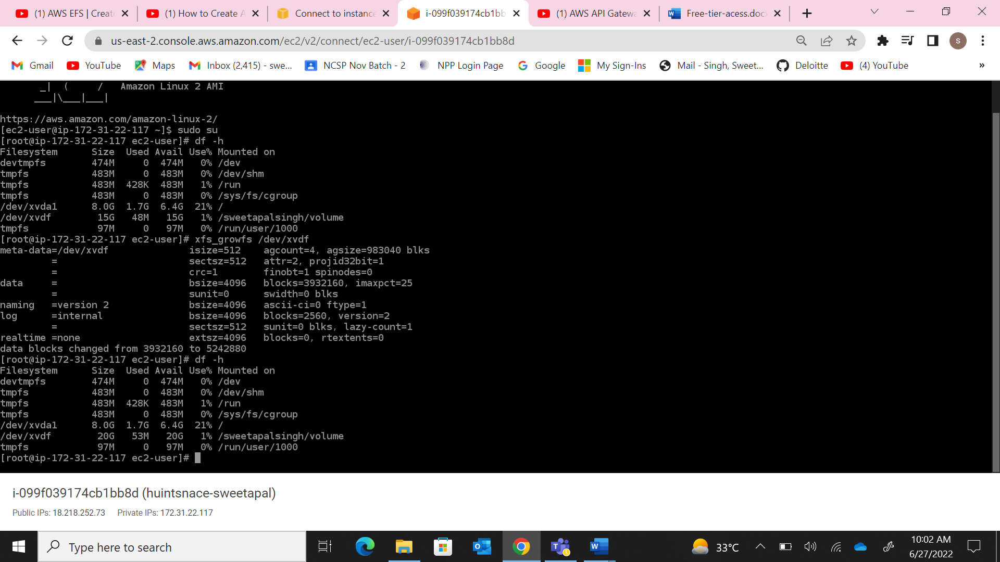 (1) AWS EFS | Create
(1) How to Create A
Connect to instance
i-099f039174cb1bb
(1) AWS API Gatewa
Free-tier-acess.docx
us-east-2.console.aws.amazon.com/ec2/v2/connect/ec2-user/i-099f039174cb1bb8d
S
Gmail
YouTube
Maps
Inbox (2,415) - swe...
NCSP Nov Batch - 2
NPP Login Page
Google
My Sign-Ins
Mail - Singh, Sweet...
Deloitte
(4) YouTube
»
_|  (     /   Amazon Linux 2 AMI
___|\___|___|
https://aws.amazon.com/amazon-linux-2/
[ec2-user@ip-172-31-22-117 ~]$ sudo su
[root@ip-172-31-22-117 ec2-user]# df -h
Filesystem      Size  Used Avail Use% Mounted on
devtmpfs        474M     0  474M   0% /dev
tmpfs           483M     0  483M   0% /dev/shm
tmpfs           483M  428K  483M   1% /run
tmpfs           483M     0  483M   0% /sys/fs/cgroup
/dev/xvda1      8.0G  1.7G  6.4G  21% /
/dev/xvdf        15G   48M   15G   1% /sweetapalsingh/volume
tmpfs            97M     0   97M   0% /run/user/1000
[root@ip-172-31-22-117 ec2-user]# xfs_growfs /dev/xvdf
meta-data=/dev/xvdf              isize=512    agcount=4, agsize=983040 blks
         =                       sectsz=512   attr=2, projid32bit=1
         =                       crc=1        finobt=1 spinodes=0
data     =                       bsize=4096   blocks=3932160, imaxpct=25
         =                       sunit=0      swidth=0 blks
naming   =version 2              bsize=4096   ascii-ci=0 ftype=1
log      =internal               bsize=4096   blocks=2560, version=2
         =                       sectsz=512   sunit=0 blks, lazy-count=1
realtime =none                   extsz=4096   blocks=0, rtextents=0
data blocks changed from 3932160 to 5242880
[root@ip-172-31-22-117 ec2-user]# df -h
Filesystem      Size  Used Avail Use% Mounted on
devtmpfs        474M     0  474M   0% /dev
tmpfs           483M     0  483M   0% /dev/shm
tmpfs           483M  428K  483M   1% /run
tmpfs           483M     0  483M   0% /sys/fs/cgroup
/dev/xvda1      8.0G  1.7G  6.4G  21% /
/dev/xvdf        20G   53M   20G   1% /sweetapalsingh/volume
tmpfs            97M     0   97M   0% /run/user/1000
[root@ip-172-31-22-117 ec2-user]#
i-099f039174cb1bb8d (huintsnace-sweetapal)
Public IPs: 18.218.252.73 Private IPs: 172.31.22.117
Type here to search
33°C
10:02 AM
6/27/2022